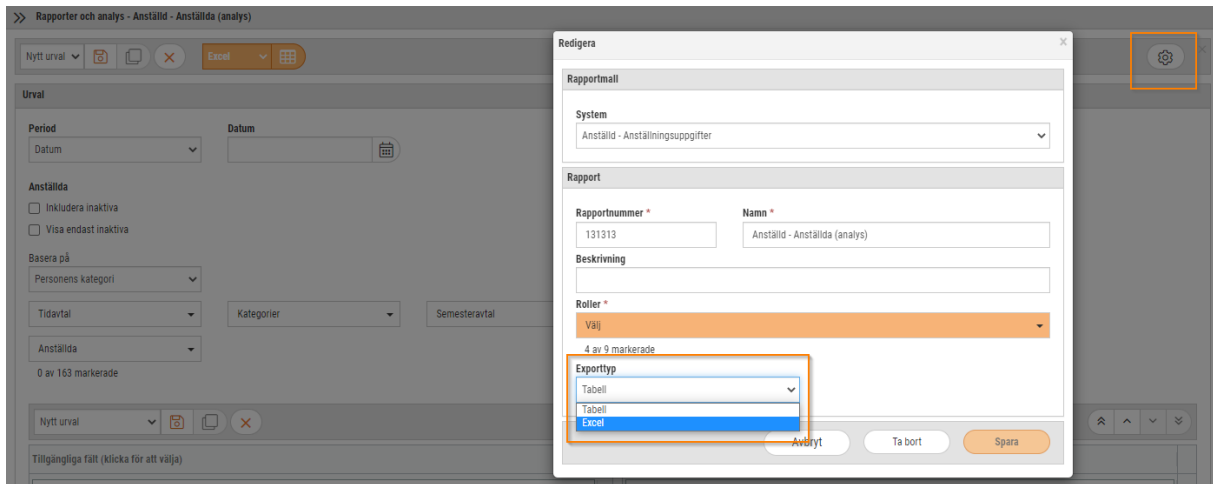 Rapporter och analys - Anställd - Anställda (analys)
Nytt urval
Excel
Urval
Period
Datum
Datum
Anställda
Inkludera inaktiva
Visa endast inaktiva
Basera på
Personens kategori
Tidavtal
Kategorier
Semesteravtal
Anställda
0 av 163 markerade
Nytt urval
Tillgängliga fält (klicka för att välja)
Redigera
Rapportmall
System
Anställd - Anställningsuppgifter
Rapport
Rapportnummer *
Namn *
131313
Anställd - Anställda (analys)
Beskrivning
Roller *
Välj
4 av 9 markerade
Exporttyp
Tabell
Tabell
Excel
Avbryt
Ta bort
Spara